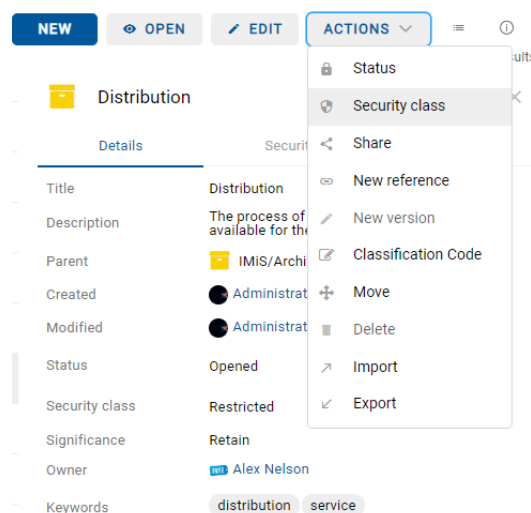 NEW OPEN EDIT ACTIONS
Status
Distribution
Security class
Details
Share
Title Distribution
New reference
Description The process of
available for the
New version
Parent IMiS/Archi
Classification Code
Created Administrat
Move
Modified Administrat
Delete
Status Opened
Import
Security class Restricted
Export
Significance Retain
Owner Alex Nelson
Keywords distribution service